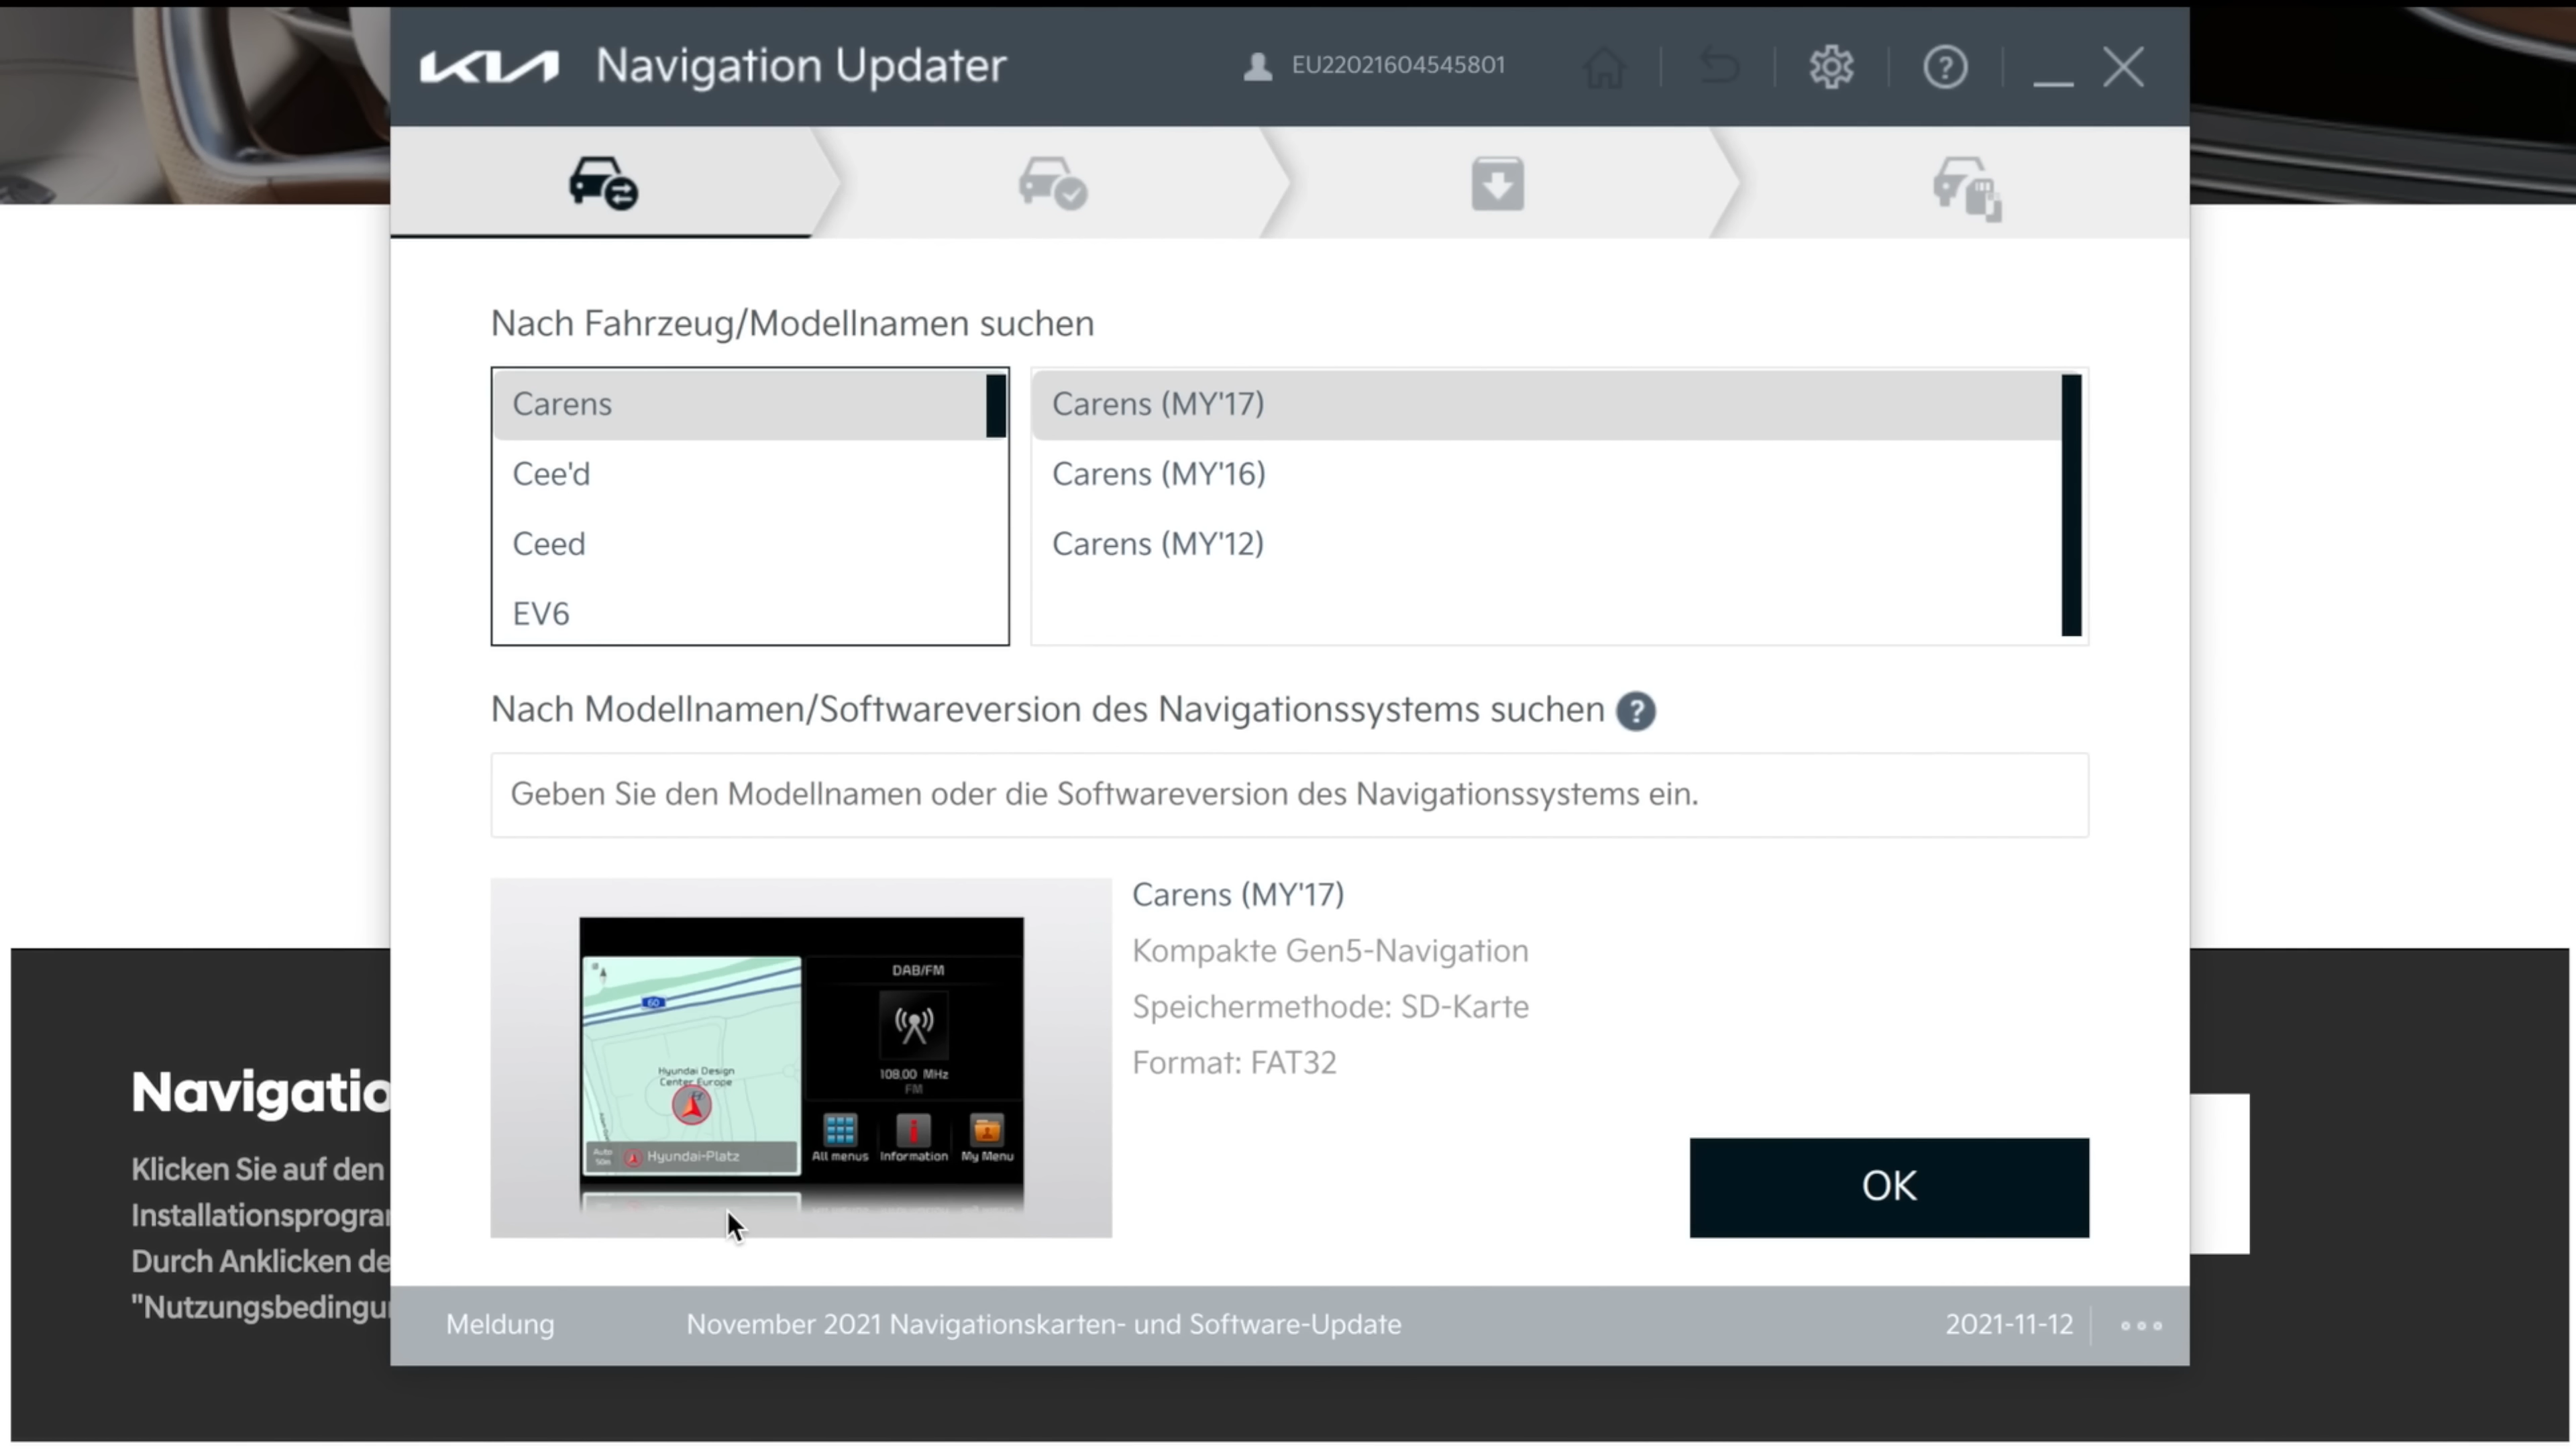 KIA Navigation Updater
EU22021604545801
Nach Fahrzeug/Modellnamen suchen
Carens
Cee'd
Ceed
EV6
Carens (MY'17)
Carens (MY'16)
Carens (MY'12)
Nach Modellnamen/Softwareversion des Navigationssystems suchen ?
Geben Sie den Modellnamen oder die Softwareversion des Navigationssystems ein.
60
Hyundai Design
Center Europe
Auto
50m
Hyundai-Platz
DAB/FM
108.00 MHz
FM
All menus Information My Menu
Carens (MY'17)
Kompakte Gen5-Navigation
Speichermethode: SD-Karte
Format: FAT32
OK
Meldung November 2021 Navigationskarten- und Software-Update 2021-11-12
Navigatio
Klicken Sie auf den
Installationsprogra
Durch Anklicken de
"Nutzungsbedingu